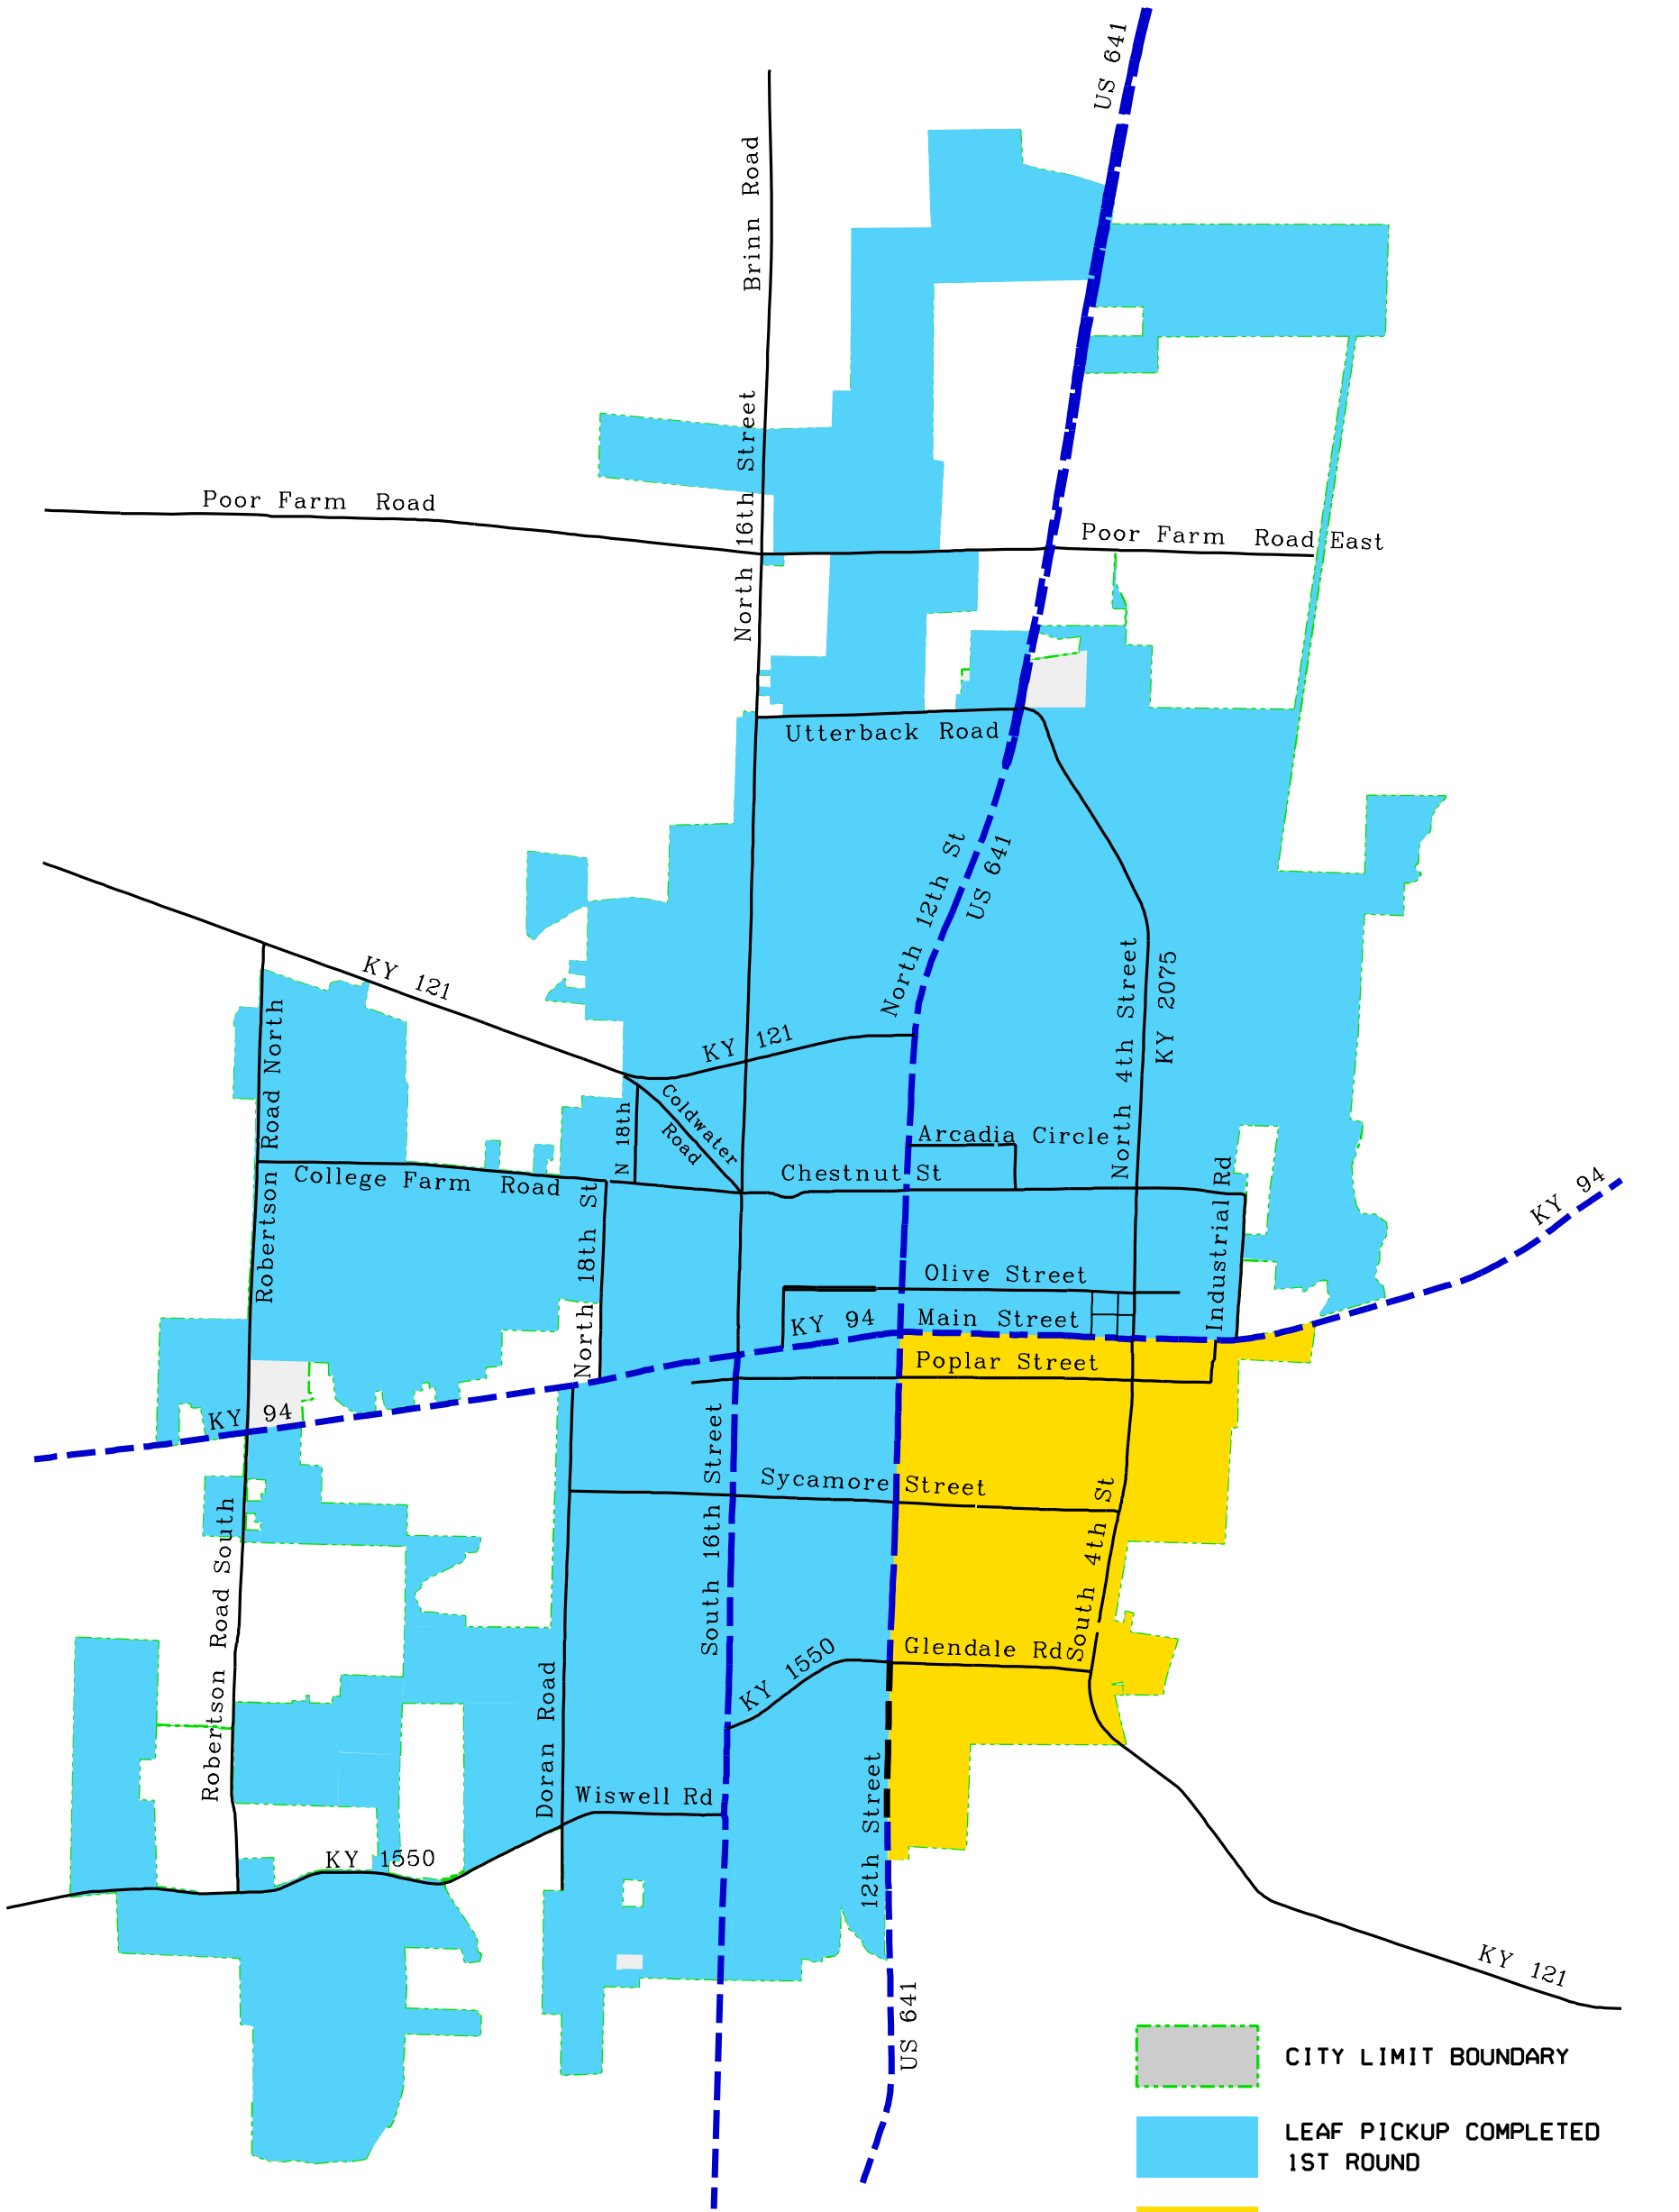 US 641
Brinn Road
North 16th Street
Poor Farm Road
Poor Farm Road East
North 16th Street
Utterback Road
North 12th St
US 641
KY 121
North 4th Street
KY 2075
Robertson Road North
KY 121
Coldwater
Road
N 18th
Arcadia Circle
Chestnut St
College Farm Road
North 18th St
Industrial Rd
KY 94
Robertson Road
Olive Street
Main Street
KY 94
Poplar Street
KY 94
Sycamore Street
South 16th Street
South 4th St
Robertson Road South
Glendale Rd
KY 1550
Doran Road
12th Street
Wiswell Rd
KY 1550
KY 121
US 641
CITY LIMIT BOUNDARY
LEAF PICKUP COMPLETED
1ST ROUND